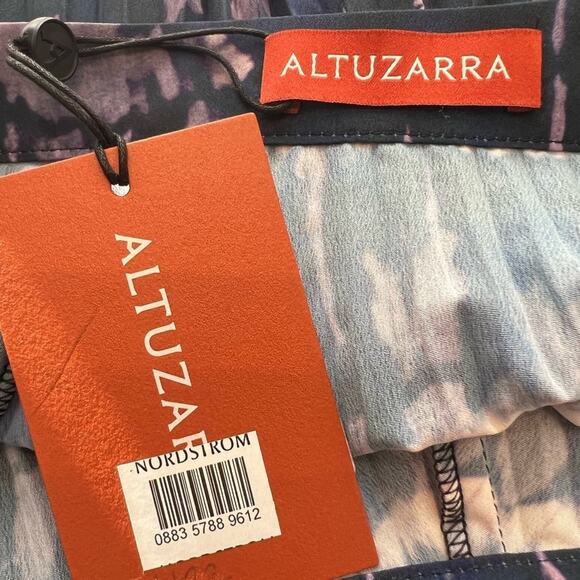 ALTUZARRA
ALTUZAR
NORDSTROM
0883 5788 9612